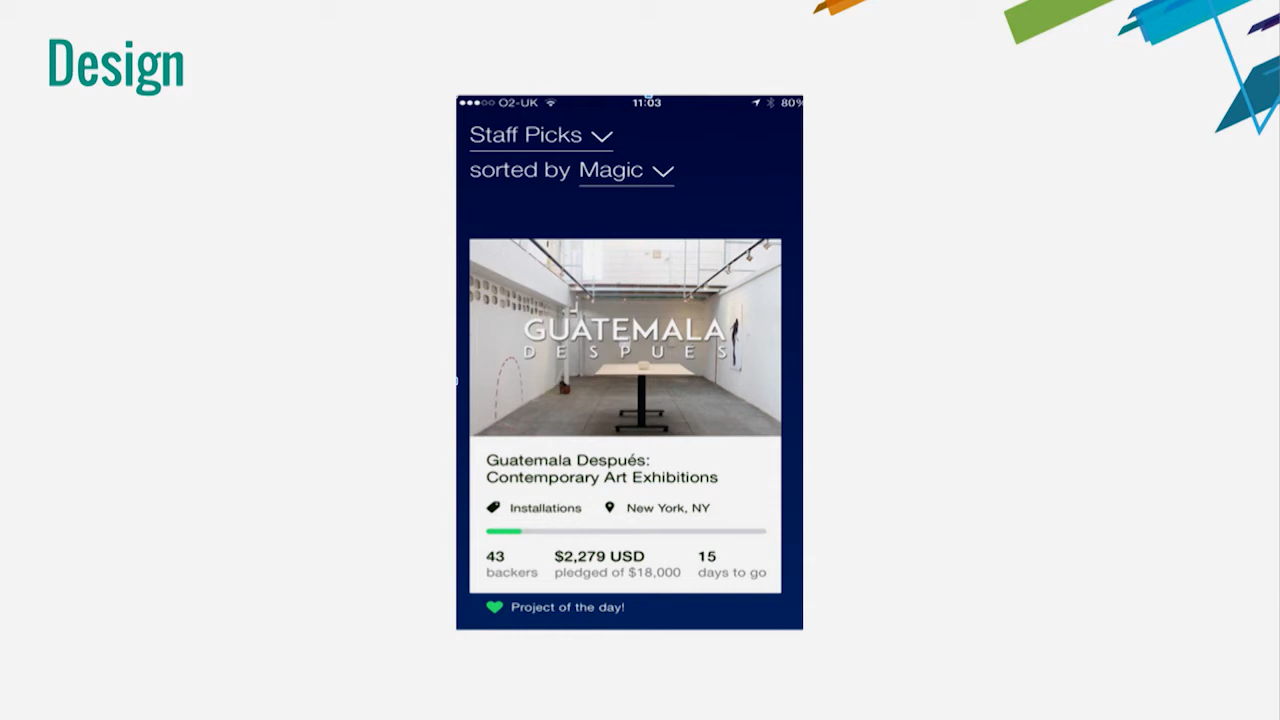 Design
O2-UK 11:03 80%
Staff Picks
sorted by Magic
GUATEMALA
DESPUES
Guatemala Después:
Contemporary Art Exhibitions
Installations New York, NY
43 $2,279 USD 15
backers pledged of $18,000 days to go
Project of the day!